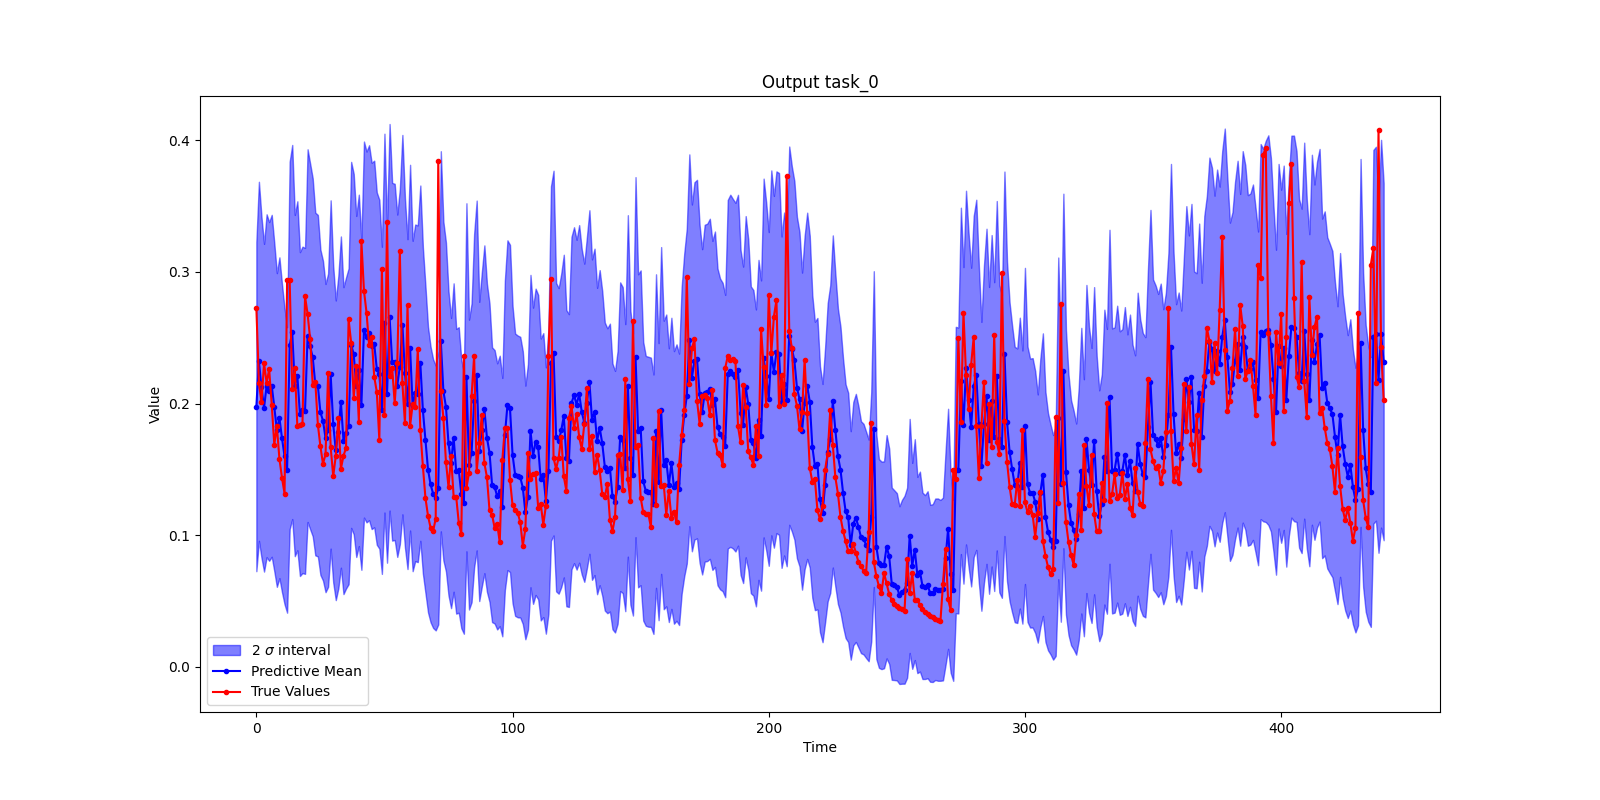 Output task_0
Value
0.4
0.3
0.2
0.1
0.0
2 σ interval
Predictive Mean
True Values
0 100 200 300 400
Time